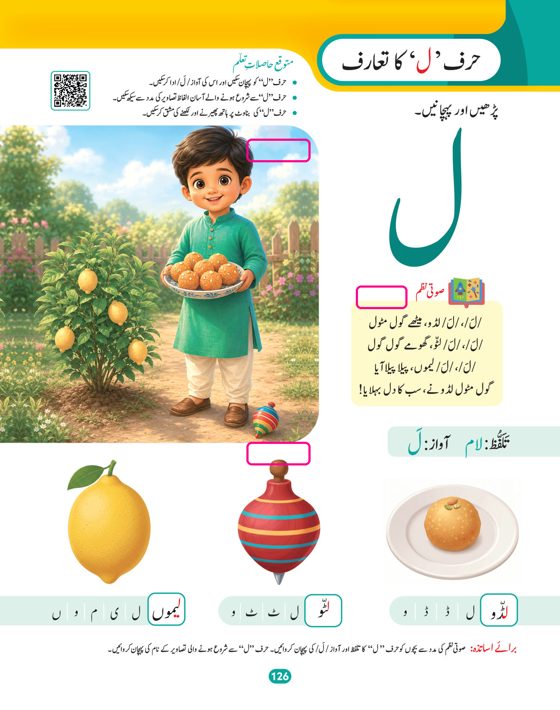 حرف ”ل“ کا تعارف
متوقع حاصلاتِ تعلّم
حرف ”ل“ کو پہچان سکیں اور اس کی آواز /لَ/ ادا کر سکیں۔
حرف ”ل“ سے شروع ہونے والے آسان الفاظ تصاویر کی مدد سے سیکھ سکیں۔
حرف ”ل“ کی بناوٹ پر ہاتھ پھیرنے اور لکھنے کی مشق کر سکیں۔
پڑھیں اور پہچانیں۔
ل
صوتی نظم
/لَ/، /لَ/ لڈو، میٹھے گول مٹول
/لَ/، /لَ/ لٹّو، گھومے گول گول
/لَ/، /لَ/ لیموں، پیلا پیلا آیا
گول مٹول لڈو نے، سب کا دل بہلایا!
تَلَفُّظ: لام آواز: لَ
لڈّو ل ڈ ڈ و
لٹّو ل ٹ ٹ و
لیموں ل ی م و ں
برائے اساتذہ: صوتی نظم کی مدد سے بچوں کو حرف ”ل“ کا تلفظ اور آواز /لَ/ کی پہچان کروائیں۔ حرف ”ل“ سے شروع ہونے والی تصاویر کے نام کی پہچان کروائیں۔
126